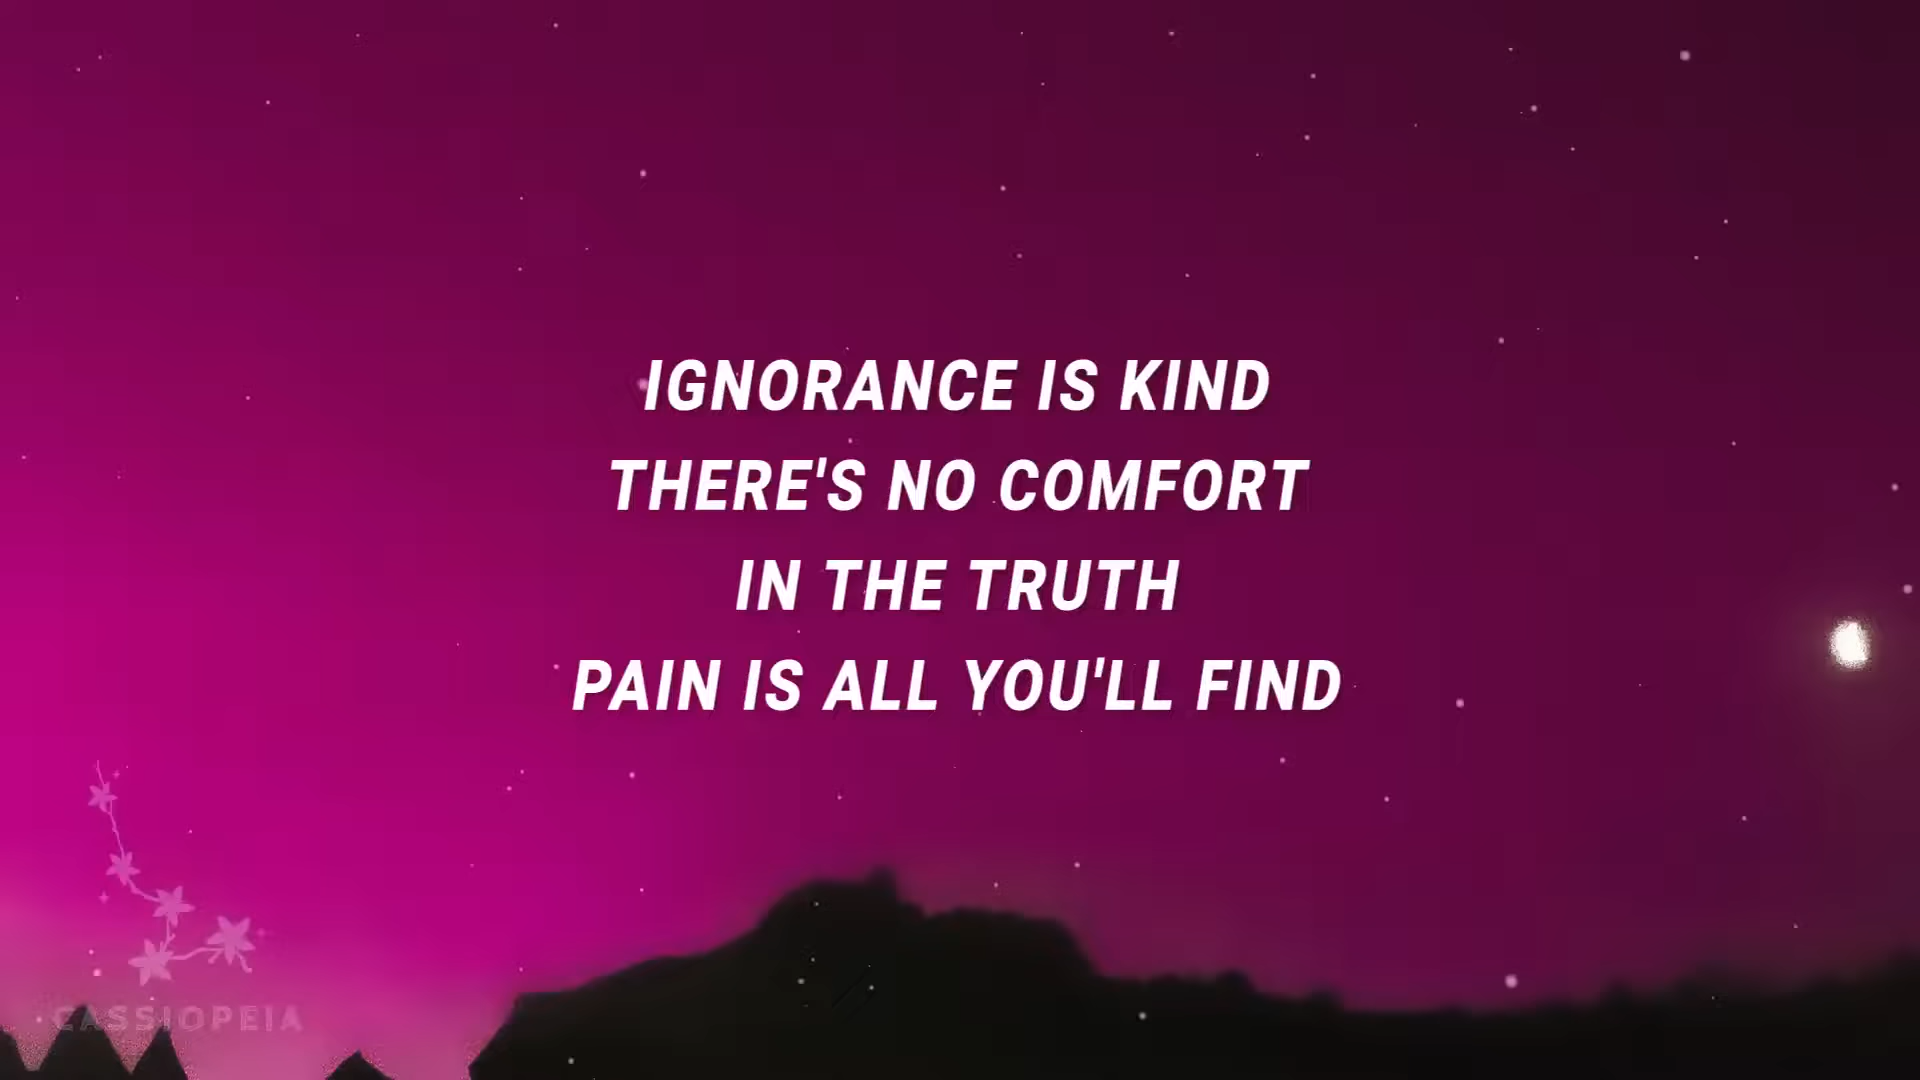 IGNORANCE IS KIND
THERE'S NO COMFORT
IN THE TRUTH
PAIN IS ALL YOU'LL FIND
CASSIOPEIA